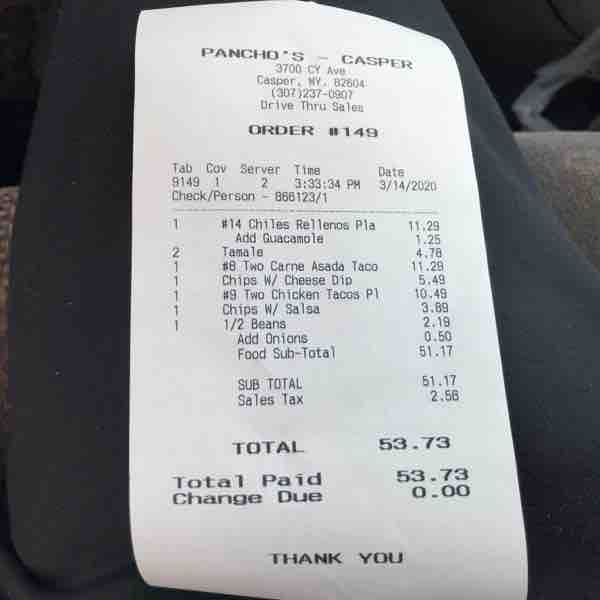 PANCHO'S - CASPER
3700 CY Ave
Casper, WY. 82604
(307)237-0907
Drive Thru Sales
ORDER #149
Tab Cov Server Time Date
9149 1 2 3:33:34 PM 3/14/2020
Check/Person - 866123/1
1 #14 Chiles Rellenos Pla 11.29
Add Guacamole 1.25
2 Tamale 4.78
1 #8 Two Carne Asada Taco 11.29
1 Chips W/ Cheese Dip 5.49
1 #9 Two Chicken Tacos Pl 10.49
1 Chips W/ Salsa 3.89
1 1/2 Beans 2.19
Add Onions 0.50
Food Sub-Total 51.17
SUB TOTAL 51.17
Sales Tax 2.56
TOTAL 53.73
Total Paid 53.73
Change Due 0.00
THANK YOU